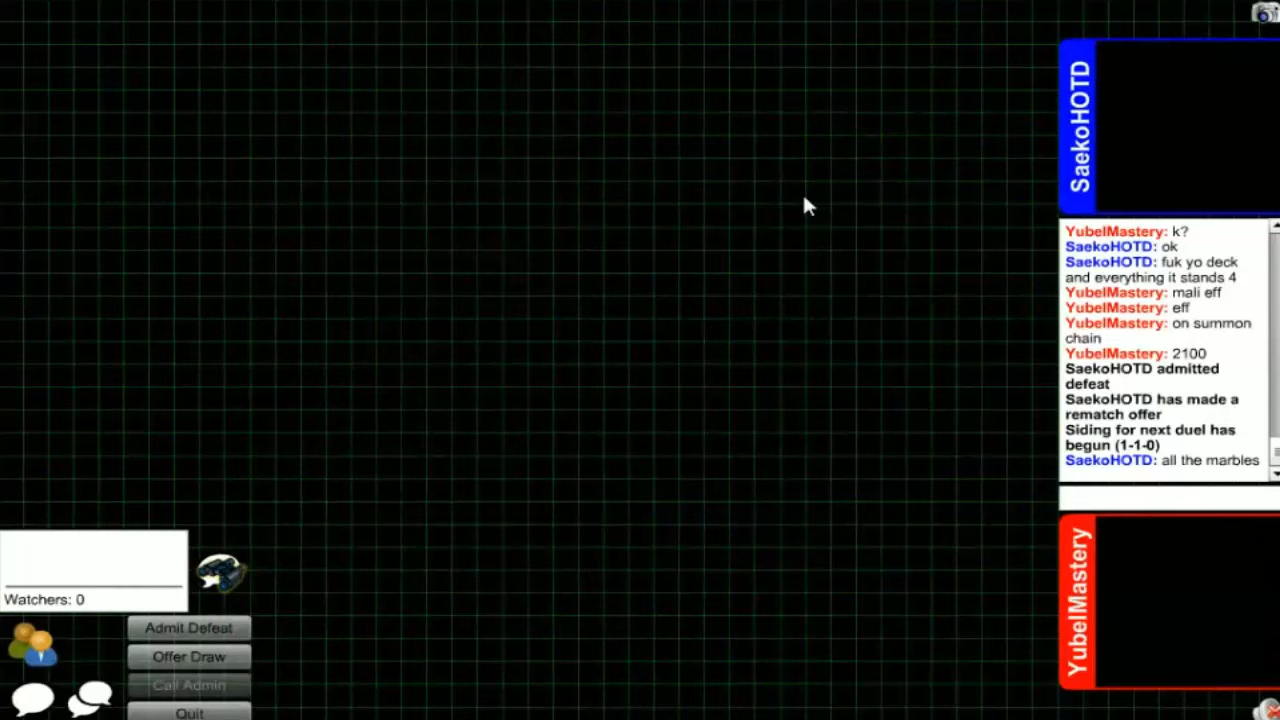 SaekoHOTD
YubelMastery: k?
SaekoHOTD: ok
SaekoHOTD: fuk yo deck
and everything it stands 4
YubelMastery: mali eff
YubelMastery: eff
YubelMastery: on summon
chain
YubelMastery: 2100
SaekoHOTD admitted
defeat
SaekoHOTD has made a
rematch offer
Siding for next duel has
begun (1-1-0)
SaekoHOTD: all the marbles
YubelMastery
Watchers: 0
Admit Defeat
Offer Draw
Call Admin
Quit